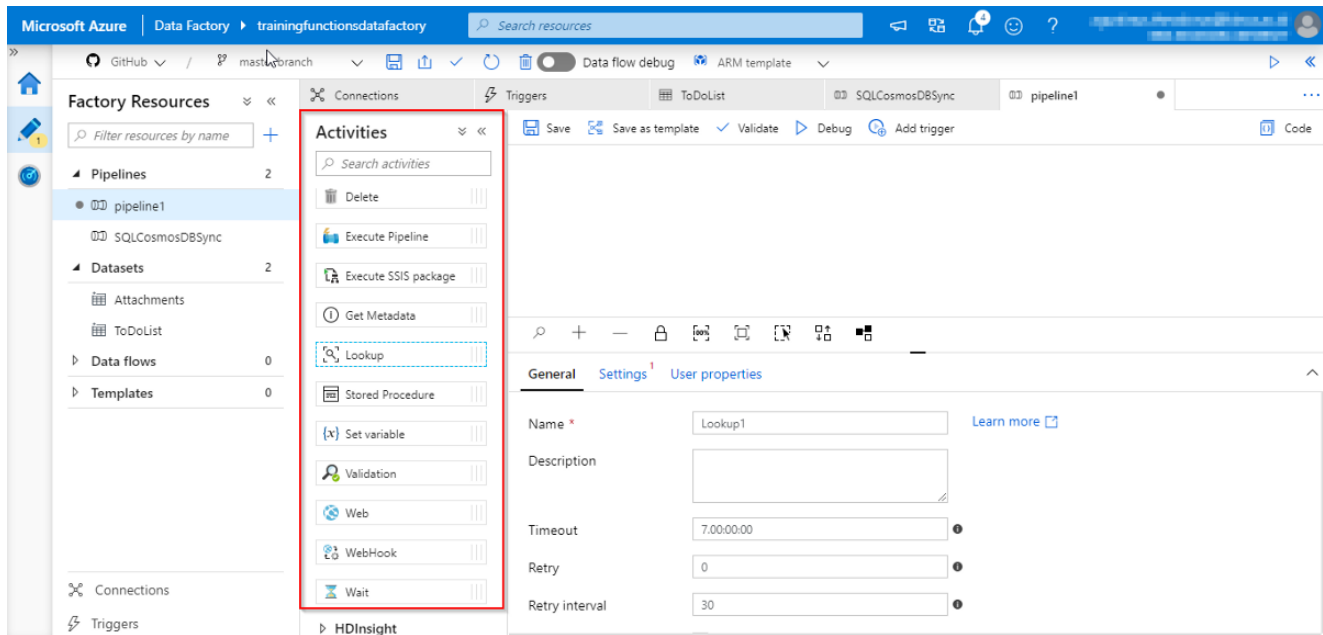 Microsoft Azure Data Factory trainingfunctionsdatafactory Search resources 4 ?
GitHub / branch Data flow debug ARM template
Factory Resources
Filter resources by name
1
Pipelines 2
pipeline1
SQLCosmosDBSync
Datasets 2
Attachments
ToDoList
Data flows 0
Templates 0
Connections
Triggers
Connections Triggers ToDoList SQLCosmosDBSync pipeline1
Activities
Search activities
Delete
Execute Pipeline
Execute SSIS package
Get Metadata
Lookup
Stored Procedure
{x} Set variable
Validation
Web
WebHook
Wait
HDInsight
Save Save as template Validate Debug Add trigger Code
100%
General Settings 1 User properties
Name * Lookup1 Learn more
Description
Timeout 7.00:00:00
Retry 0
Retry interval 30